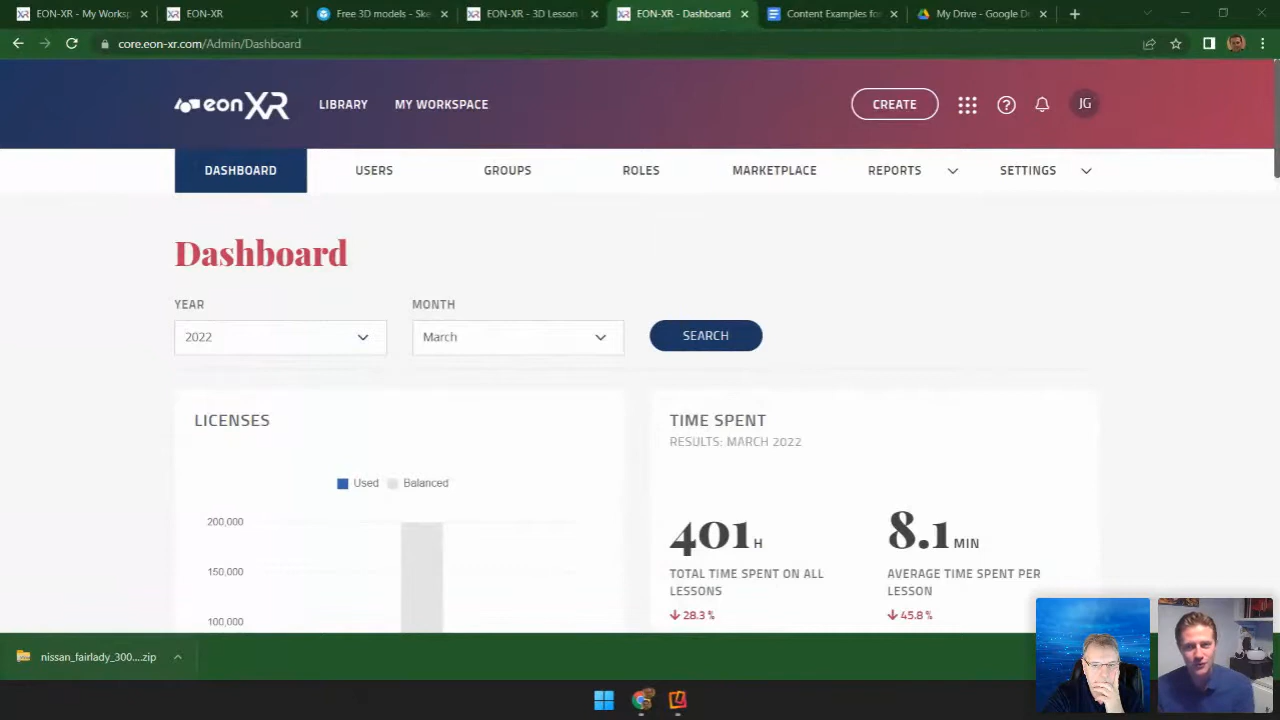 EON-XR - My Worksp
EON-XR
Free 3D models - Ske
EON-XR - 3D Lesson
EON-XR - Dashboard
Content Examples for
My Drive - Google Dr
core.eon-xr.com/Admin/Dashboard
eonXR
LIBRARY
MY WORKSPACE
CREATE
JG
DASHBOARD
USERS
GROUPS
ROLES
MARKETPLACE
REPORTS
SETTINGS
Dashboard
YEAR
MONTH
2022
March
SEARCH
LICENSES
Used
Balanced
200,000
150,000
100,000
TIME SPENT
RESULTS: MARCH 2022
401 H
TOTAL TIME SPENT ON ALL
LESSONS
28.3 %
8.1 MIN
AVERAGE TIME SPENT PER
LESSON
45.8 %
nissan_fairlady_300....zip